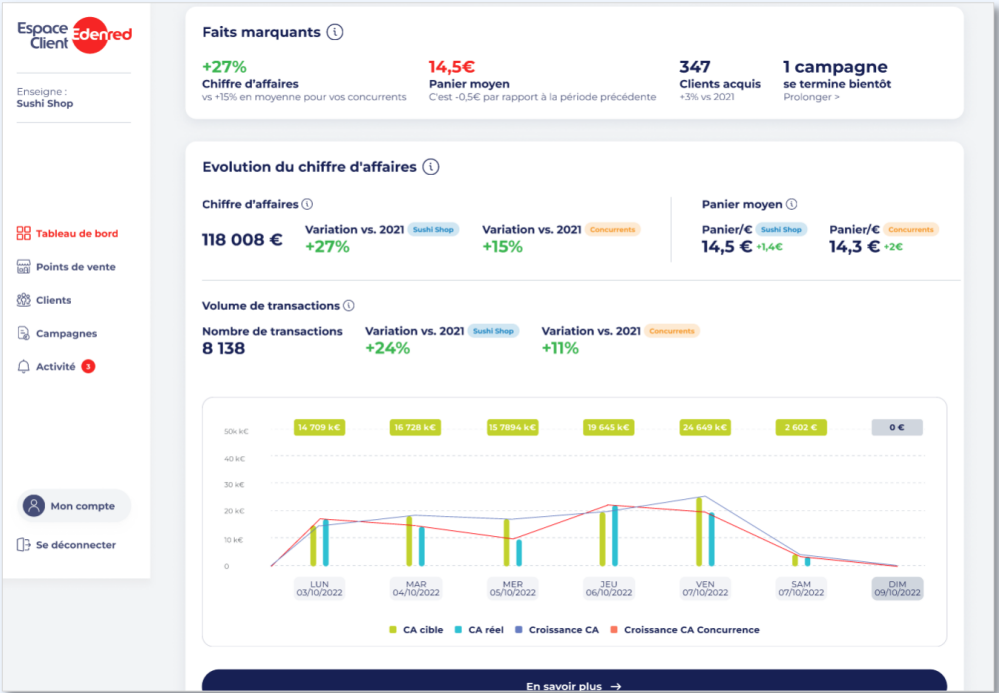 Espace
Client
Edenred
Enseigne :
Sushi Shop
Tableau de bord
Points de vente
Clients
Campagnes
Activité 3
Mon compte
Se déconnecter
Faits marquants
+27%
Chiffre d'affaires
vs +15% en moyenne pour vos concurrents
14,5€
Panier moyen
C'est -0,5€ par rapport à la période précédente
347
Clients acquis
+3% vs 2021
1 campagne
se termine bientôt
Prolonger >
Evolution du chiffre d'affaires
Chiffre d'affaires
118 008 €
Variation vs. 2021 Sushi Shop
+27%
Variation vs. 2021 Concurrents
+15%
Panier moyen
Panier/€ Sushi Shop
14,5 € +1,4€
Panier/€ Concurrents
14,3 € +2€
Volume de transactions
Nombre de transactions
8 138
Variation vs. 2021 Sushi Shop
+24%
Variation vs. 2021 Concurrents
+11%
14 709 k€ 16 728 k€ 15 7894 k€ 19 645 k€ 24 649 k€ 2 602 € 0 €
50k k€
40 k€
30 k€
20 k€
10 k€
0
LUN MAR MER JEU VEN SAM DIM
03/10/2022 04/10/2022 05/10/2022 06/10/2022 07/10/2022 07/10/2022 09/10/2022
CA cible CA réel Croissance CA Croissance CA Concurrence
En savoir plus →